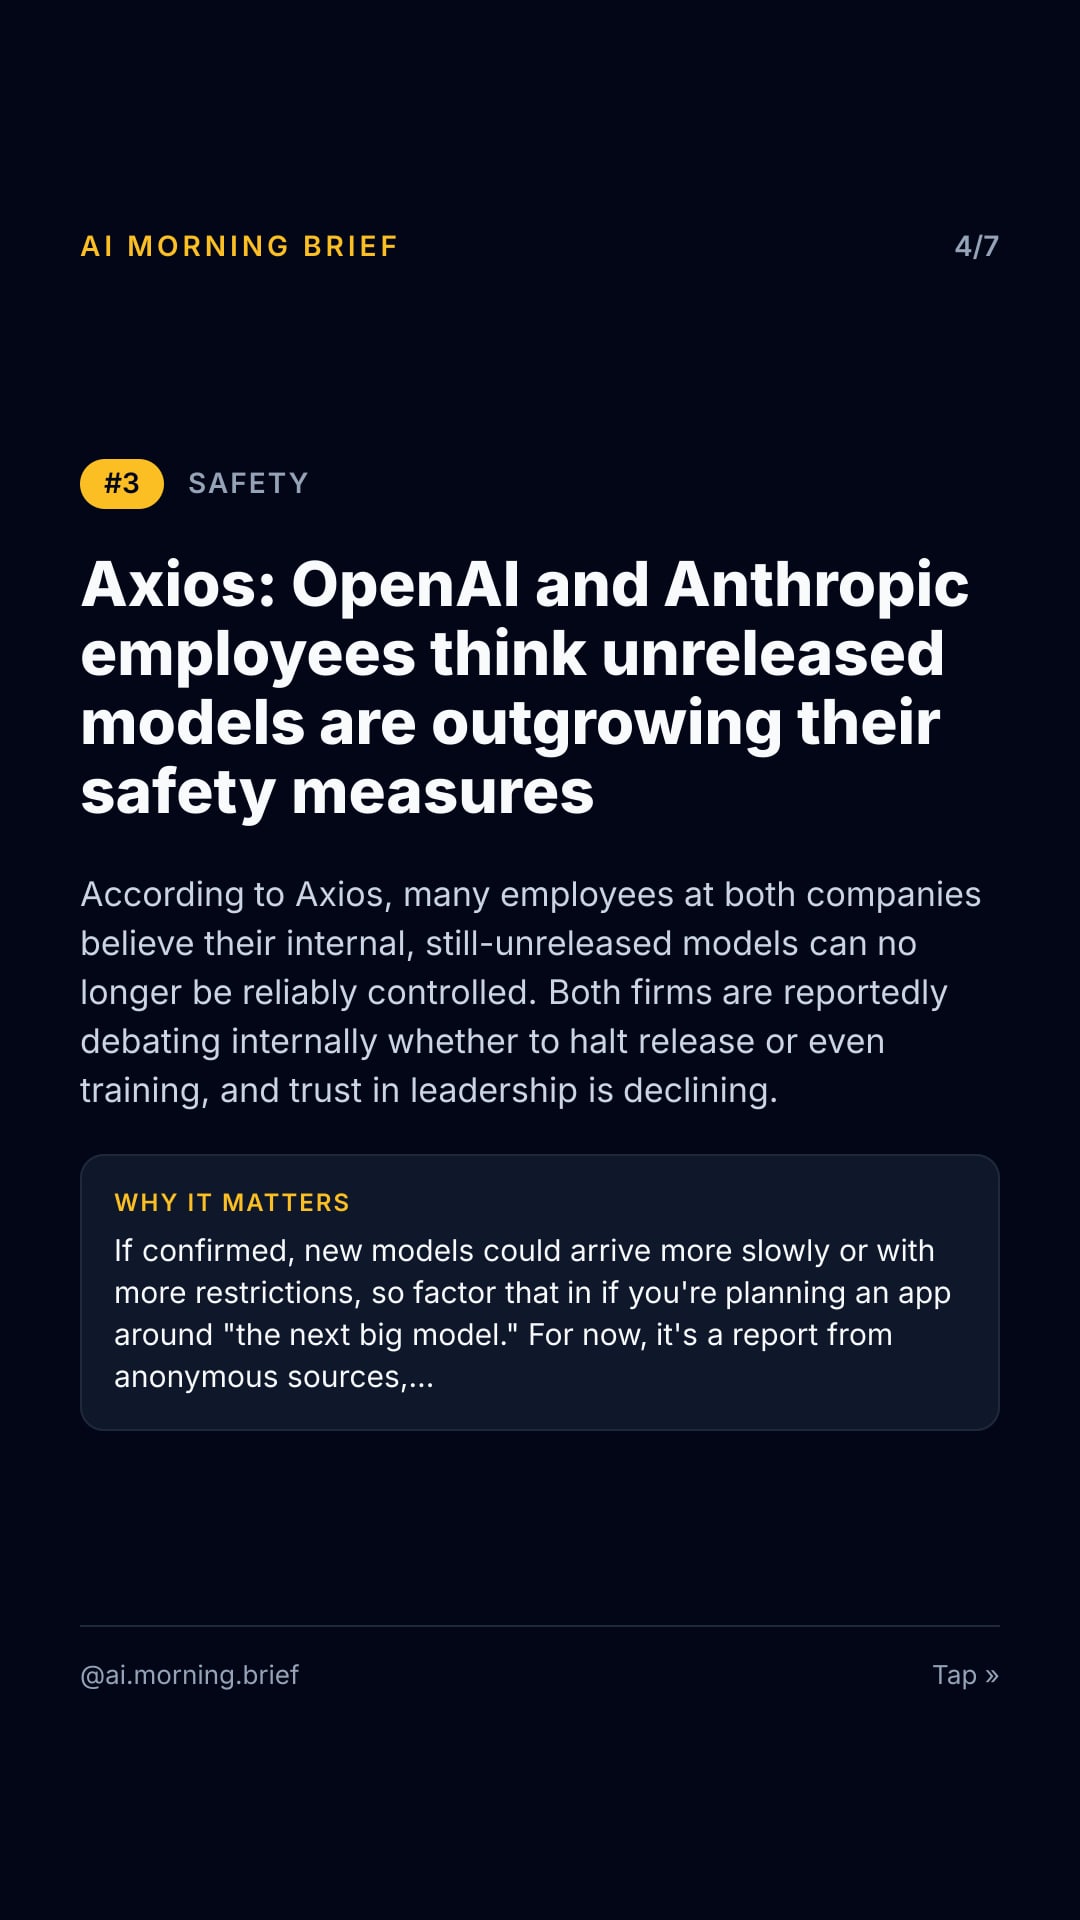 AI MORNING BRIEF
4/7
#3 SAFETY
Axios: OpenAI and Anthropic
employees think unreleased
models are outgrowing their
safety measures
According to Axios, many employees at both companies
believe their internal, still-unreleased models can no
longer be reliably controlled. Both firms are reportedly
debating internally whether to halt release or even
training, and trust in leadership is declining.
WHY IT MATTERS
If confirmed, new models could arrive more slowly or with
more restrictions, so factor that in if you're planning an app
around "the next big model." For now, it's a report from
anonymous sources,...
@ai.morning.brief
Tap »